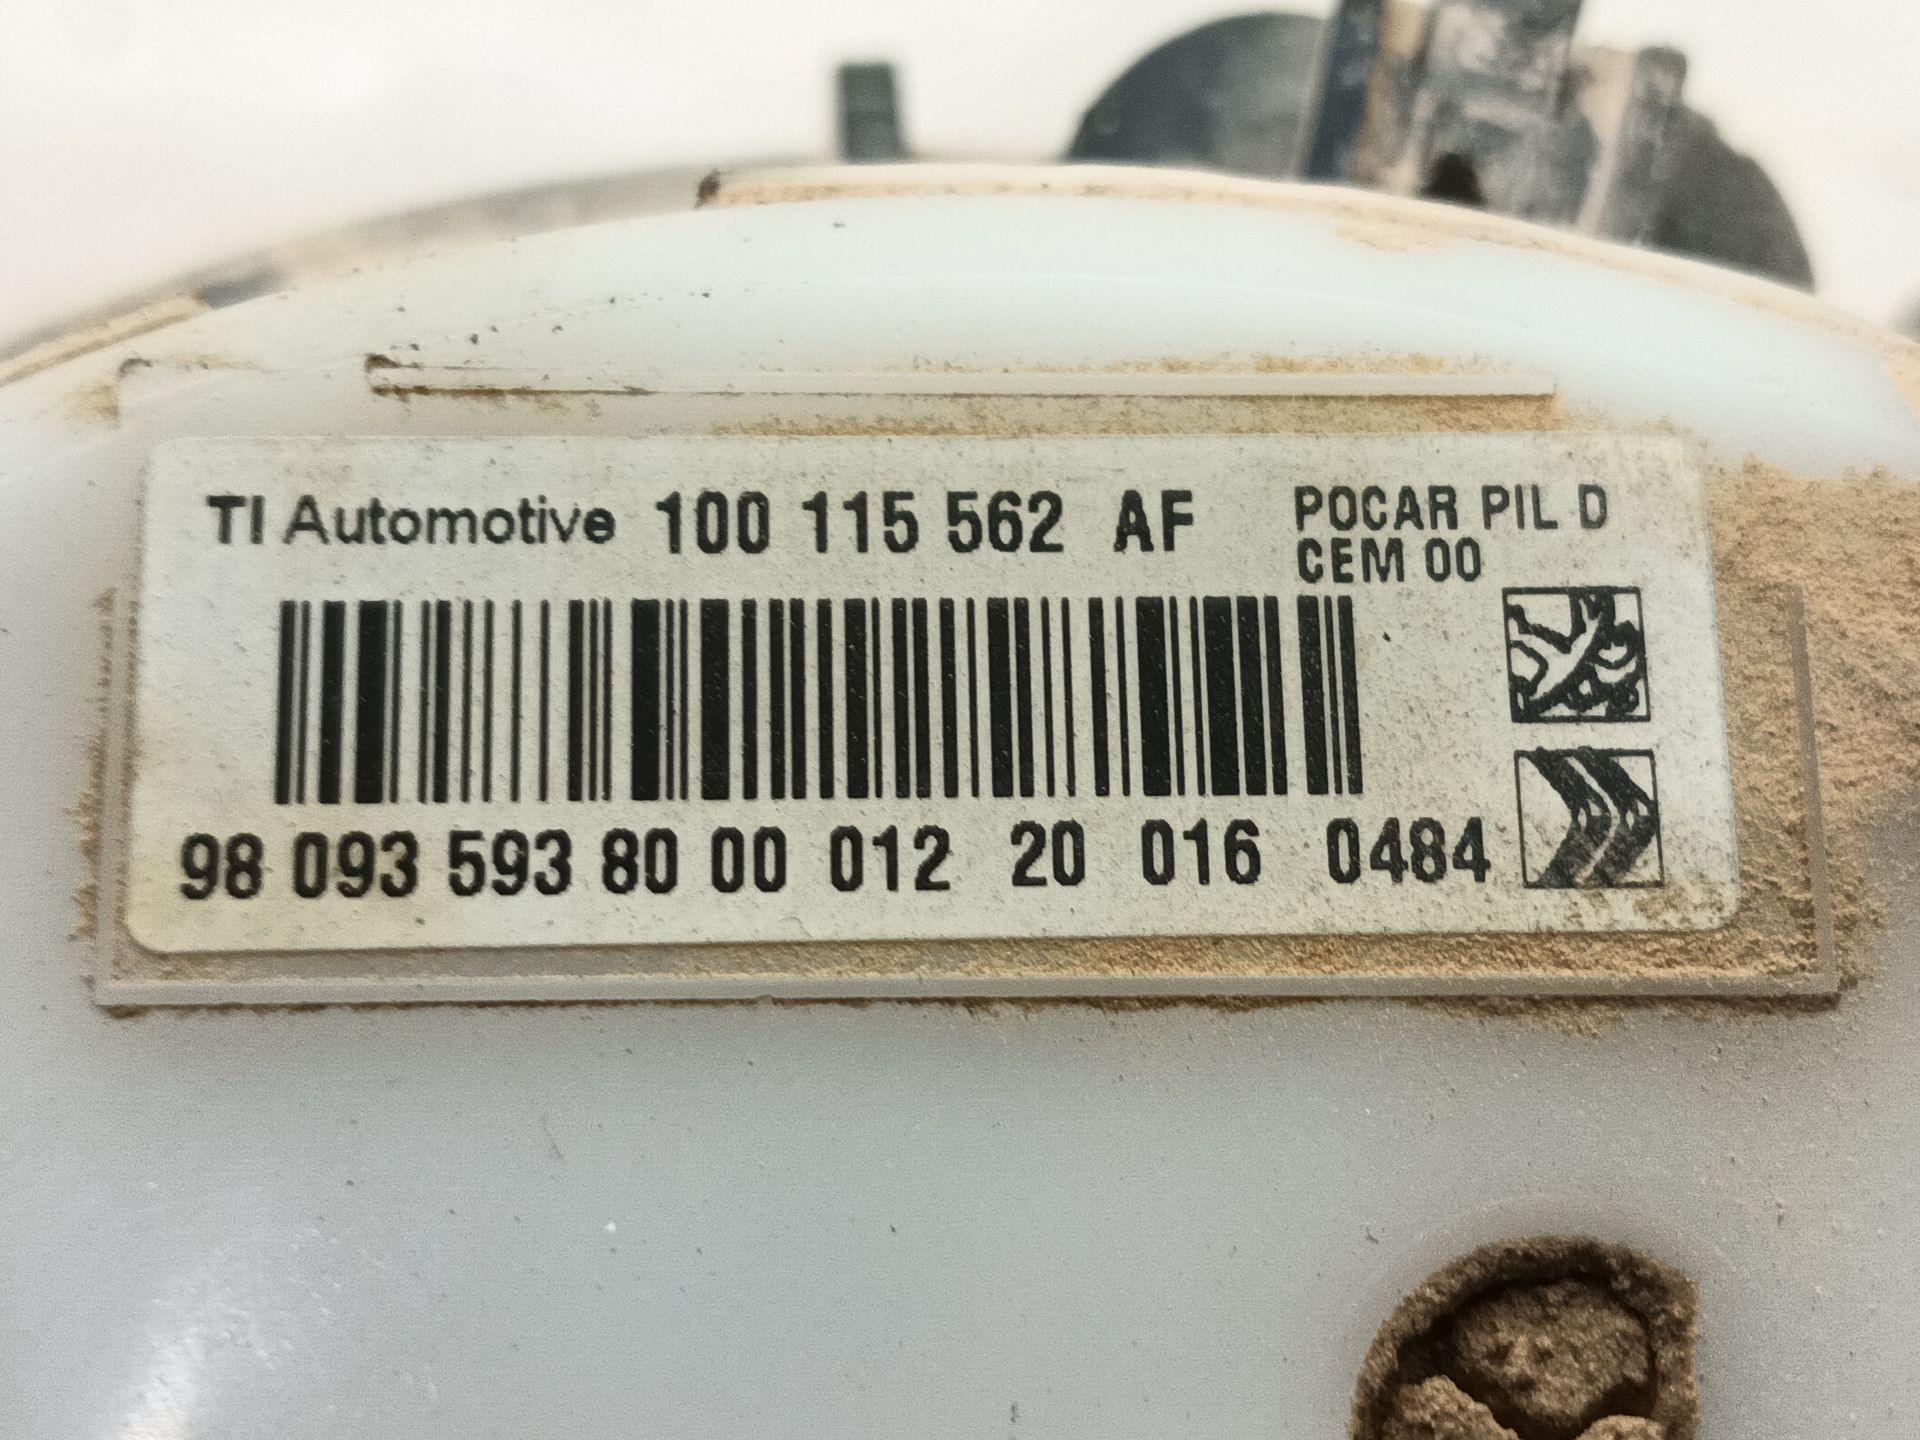 TI Automotive 100 115 562 AF
POCAR PIL D
CEM 00
98 093 593 80 00 012 20 016 0484